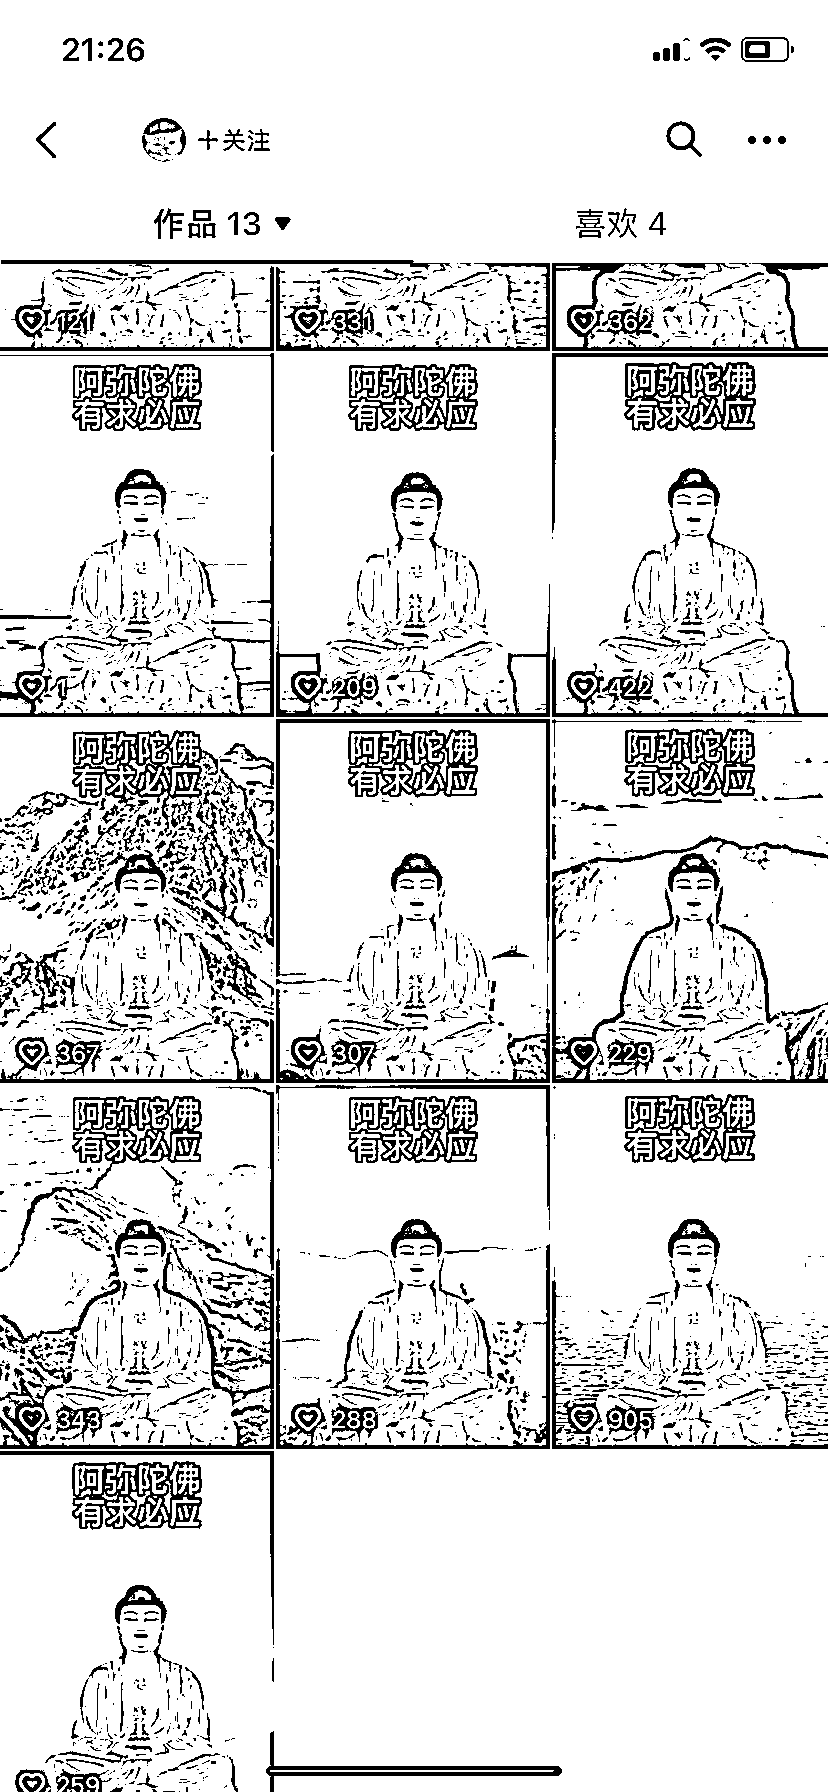 21:26
+关注
作品 13 ▼
喜欢 4
121
331
362
阿弥陀佛
有求必应
阿弥陀佛
有求必应
阿弥陀佛
有求必应
1
209
422
阿弥陀佛
有求必应
阿弥陀佛
有求必应
阿弥陀佛
有求必应
367
307
229
阿弥陀佛
有求必应
阿弥陀佛
有求必应
阿弥陀佛
有求必应
343
288
905
阿弥陀佛
有求必应
259